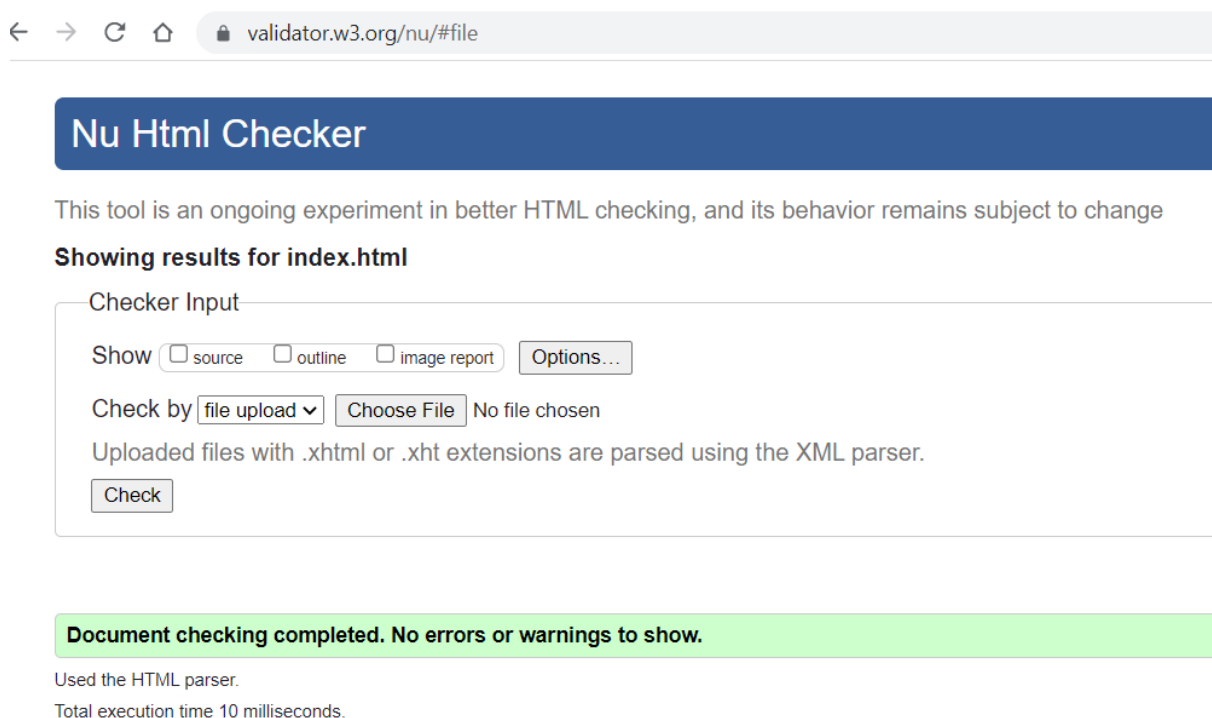 validator.w3.org/nu/#file
Nu Html Checker
This tool is an ongoing experiment in better HTML checking, and its behavior remains subject to change
Showing results for index.html
Checker Input
Show source outline image report Options...
Check by file upload Choose File No file chosen
Uploaded files with .xhtml or .xht extensions are parsed using the XML parser.
Check
Document checking completed. No errors or warnings to show.
Used the HTML parser.
Total execution time 10 milliseconds.